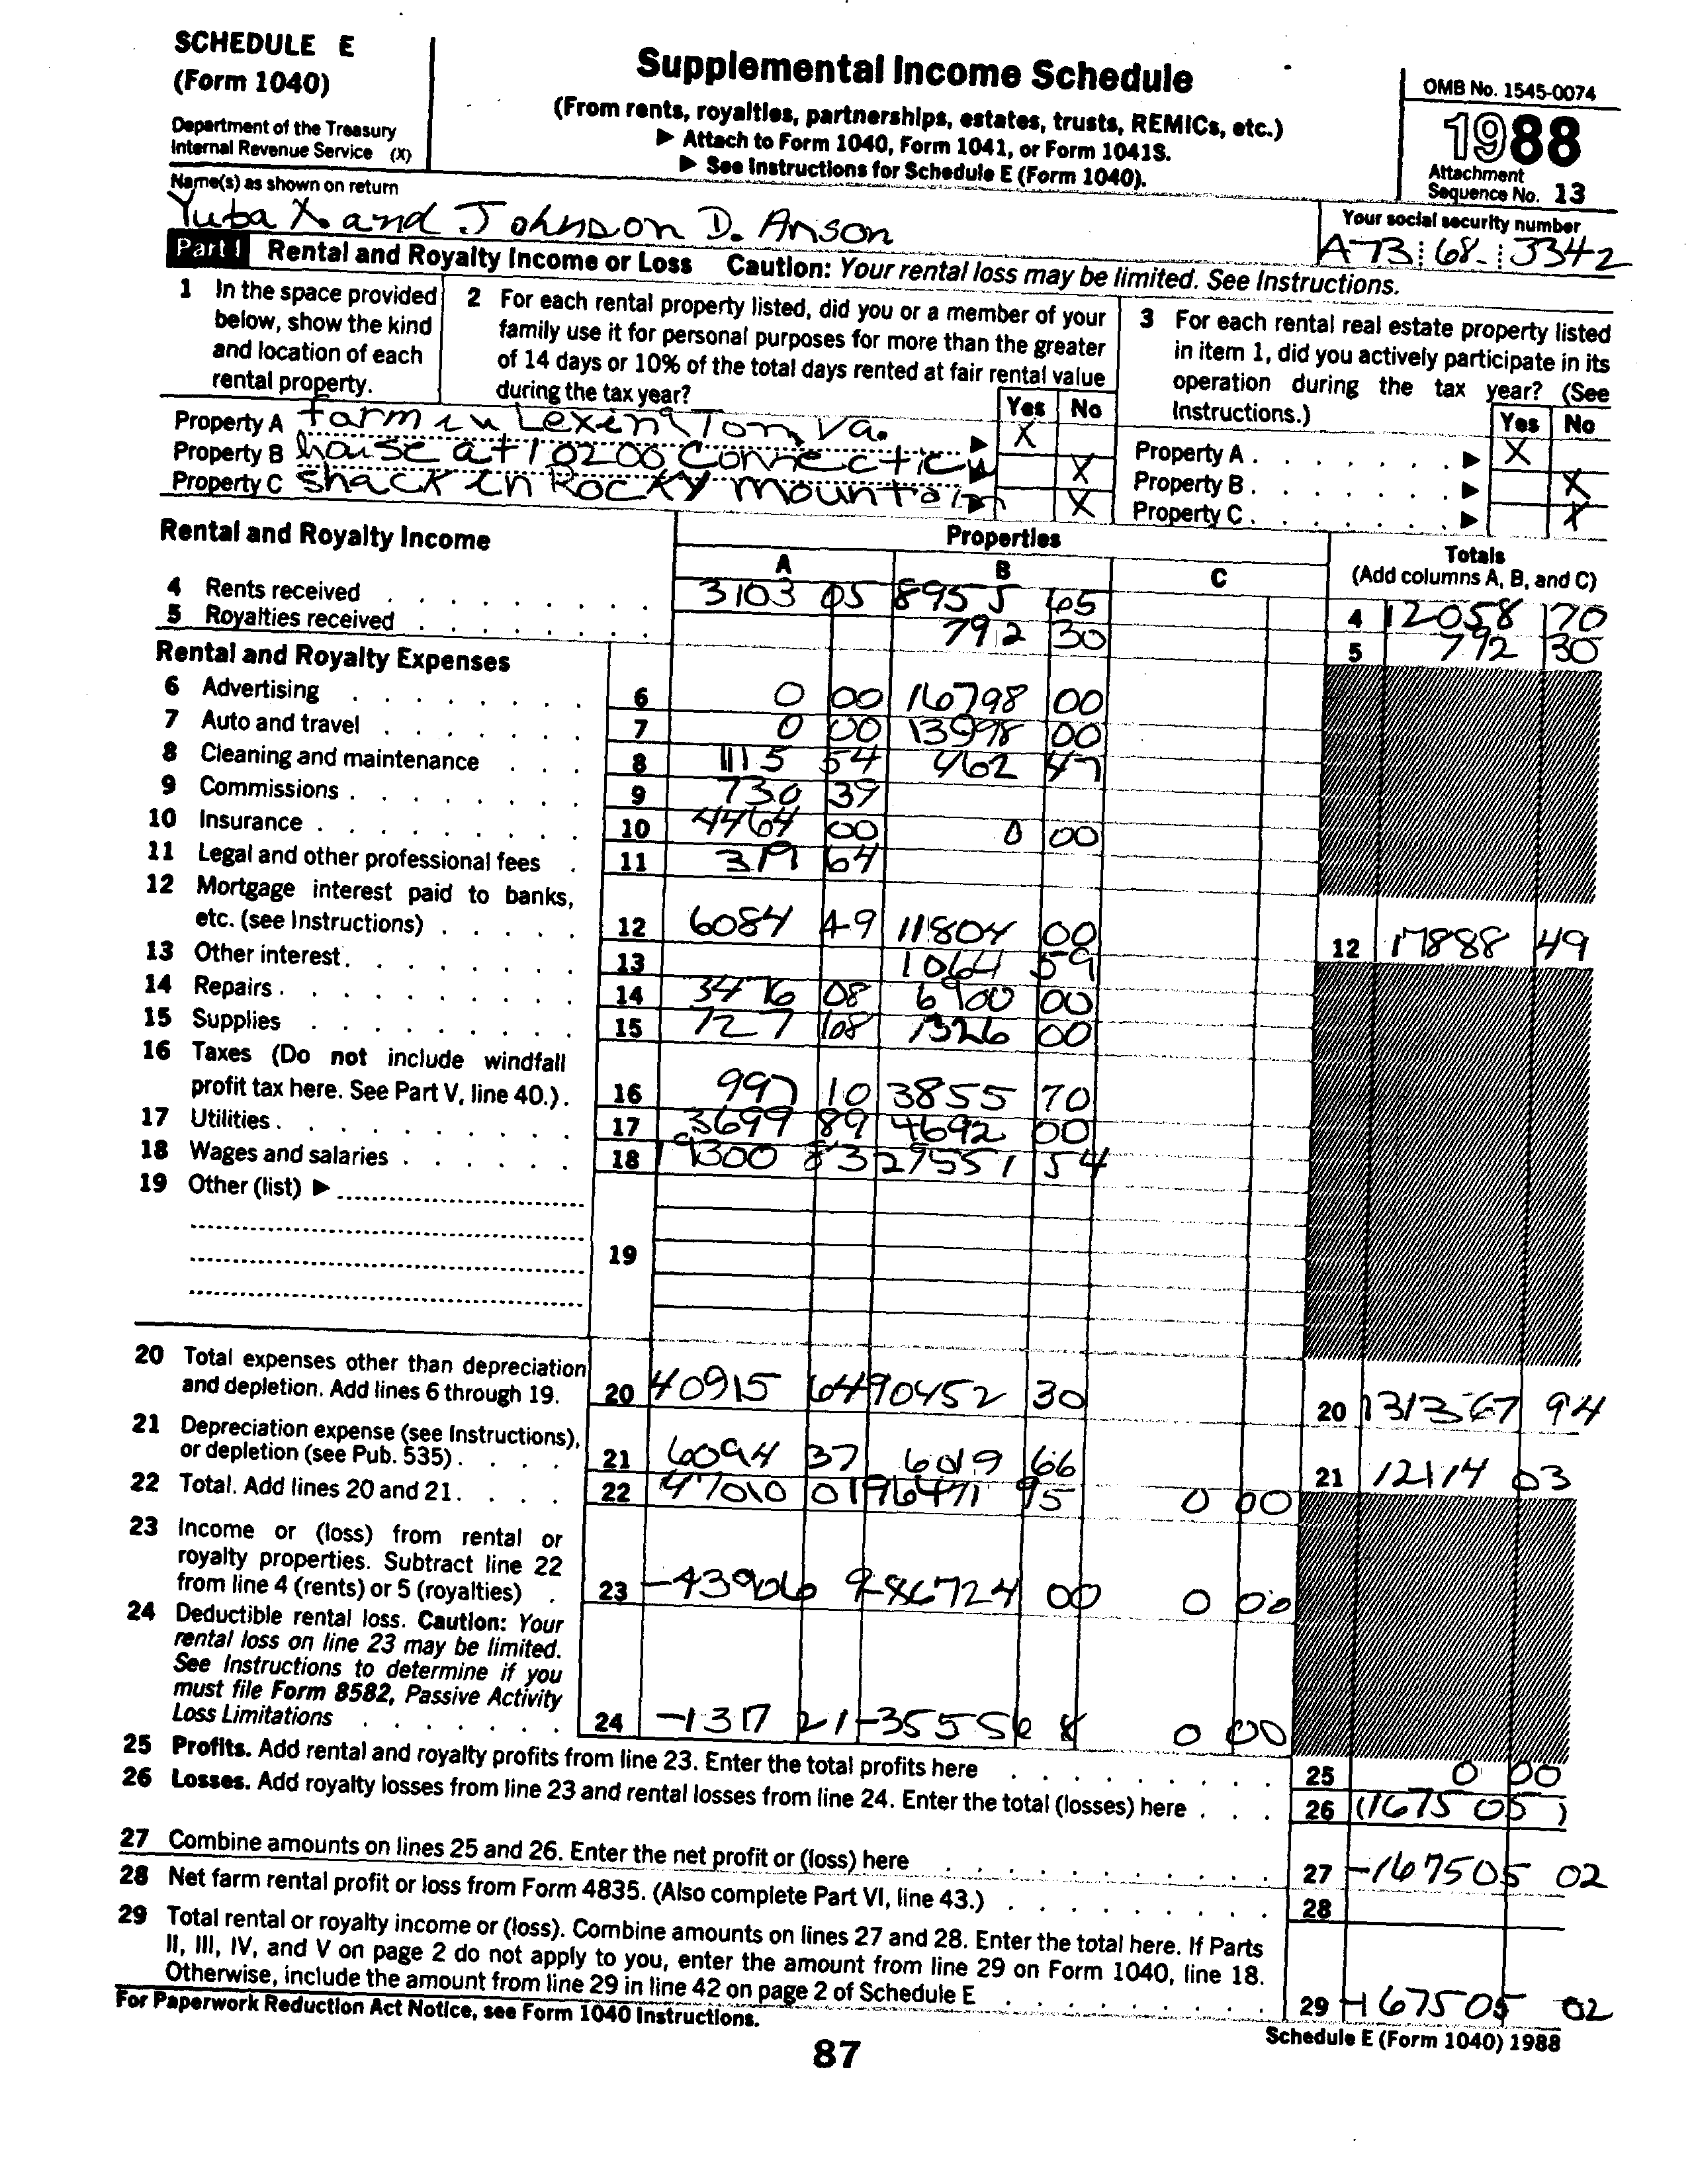 SCHEDULE E
(Form 1040)
Department of the Treasury
Internal Revenue Service (X)
Supplemental Income Schedule
(From rents, royalties, partnerships, estates, trusts, REMICs, etc.)
▶ Attach to Form 1040, Form 1041, or Form 1041S.
▶ See Instructions for Schedule E (Form 1040).
OMB No. 1545-0074
1988
Attachment
Sequence No. 13
Name(s) as shown on return
Yuba X. and Johnson D. Anson
Your social security number
A73 68 3342
Part I Rental and Royalty Income or Loss Caution: Your rental loss may be limited. See Instructions.
1 In the space provided below, show the kind and location of each rental property.
2 For each rental property listed, did you or a member of your family use it for personal purposes for more than the greater of 14 days or 10% of the total days rented at fair rental value during the tax year?
3 For each rental real estate property listed in item 1, did you actively participate in its operation during the tax year? (See Instructions.)
Yes No
Yes No
Property A farm in Lexington, Va. ▶ X
Property B house at 10200 Connecticu ▶ X
Property C shack in Rocky Mountain ▶ X
Property A . . . . . . . ▶ X
Property B . . . . . . . ▶ X
Property C . . . . . . . ▶ X
Rental and Royalty Income
Properties
A B C
Totals
(Add columns A, B, and C)
4 Rents received 3103 05 8955 65 4 12058 70
5 Royalties received 792 30 5 792 30
Rental and Royalty Expenses
6 Advertising 6 0 00 16798 00
7 Auto and travel 7 0 00 13998 00
8 Cleaning and maintenance 8 1115 54 462 47
9 Commissions 9 730 39
10 Insurance 10 4464 00 0 00
11 Legal and other professional fees 11 319 64
12 Mortgage interest paid to banks, etc. (see Instructions) 12 6084 49 11804 00 12 17888 49
13 Other interest 13 1064 59
14 Repairs 14 3476 08 6900 00
15 Supplies 15 727 68 1326 00
16 Taxes (Do not include windfall profit tax here. See Part V, line 40.) 16 997 10 3855 70
17 Utilities 17 3699 89 4692 00
18 Wages and salaries 18 19300 83 29551 54
19 Other (list) ▶
19
20 Total expenses other than depreciation and depletion. Add lines 6 through 19. 20 40915 64 90452 30 20 131367 94
21 Depreciation expense (see Instructions), or depletion (see Pub. 535) 21 6094 37 6019 66 21 12114 03
22 Total. Add lines 20 and 21 22 47010 01 96471 95 0 00
23 Income or (loss) from rental or royalty properties. Subtract line 22 from line 4 (rents) or 5 (royalties) 23 -43906 9 -86724 00 0 00
24 Deductible rental loss. Caution: Your rental loss on line 23 may be limited. See Instructions to determine if you must file Form 8582, Passive Activity Loss Limitations 24 -1317 21 0 00
25 Profits. Add rental and royalty profits from line 23. Enter the total profits here 25 0 00
26 Losses. Add royalty losses from line 23 and rental losses from line 24. Enter the total (losses) here 26 (1675 05 )
27 Combine amounts on lines 25 and 26. Enter the net profit or (loss) here 27 -167505 02
28 Net farm rental profit or loss from Form 4835. (Also complete Part VI, line 43.) 28
29 Total rental or royalty income or (loss). Combine amounts on lines 27 and 28. Enter the total here. If Parts II, III, IV, and V on page 2 do not apply to you, enter the amount from line 29 on Form 1040, line 18. Otherwise, include the amount from line 29 in line 42 on page 2 of Schedule E 29 -167505 02
For Paperwork Reduction Act Notice, see Form 1040 Instructions.
Schedule E (Form 1040) 1988
87